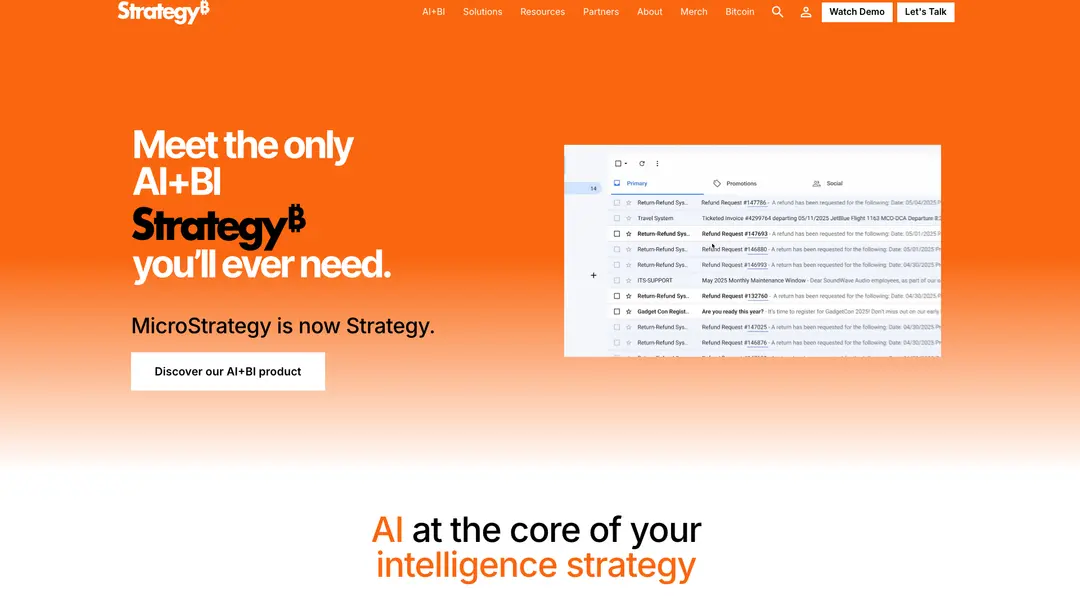 Strategy₿
AI+BI Solutions Resources Partners About Merch Bitcoin Watch Demo Let's Talk
Meet the only
AI+BI
Strategy₿
you'll ever need.
MicroStrategy is now Strategy.
Discover our AI+BI product
14
Primary Promotions Social
Return-Refund Sys.. Refund Request #147786 - A refund has been requested for the following: Date: 05/04/2025
Travel System Ticketed Invoice #4299764 departing 05/11/2025 JetBlue Flight 1162 MCO DCA Departure
Return-Refund Sys.. Refund Request #147693 - A return has been requested for the following: Date: 05/01/2025
Return-Refund Sys.. Refund Request #146880 - A return has been requested for the following: Date: 05/01/2025
Return-Refund Sys.. Refund Request #146993 - A return has been requested for the following: Date: 04/30/2025
ITS-SUPPORT May 2025 Monthly Maintenance Window - Dear SoundWave Audio employees, as part of our
Return-Refund Sys.. Refund Request #132760 - A return has been requested for the following: Date: 04/30/2025
Gadget Con Regist.. Are you ready this year? - It's time to register for GadgetCon 2025! Don't miss out on our early
Return-Refund Sys.. Refund Request #147025 - A return has been requested for the following: Date: 04/30/2025
Return-Refund Sys.. Refund Request #146876 - A return has been requested for the following: Date: 04/30/2025
AI at the core of your
intelligence strategy